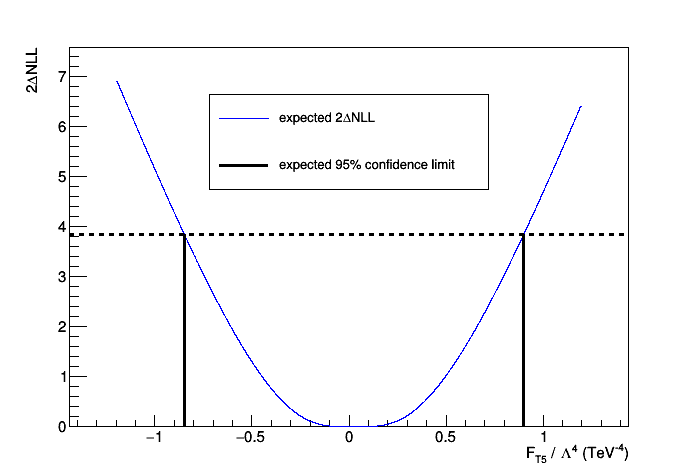 2ΔNLL
7
6
5
4
3
2
1
0
expected 2ΔNLL
expected 95% confidence limit
−1 −0.5 0 0.5 1
F_T5 / Λ^4 (TeV^-4)